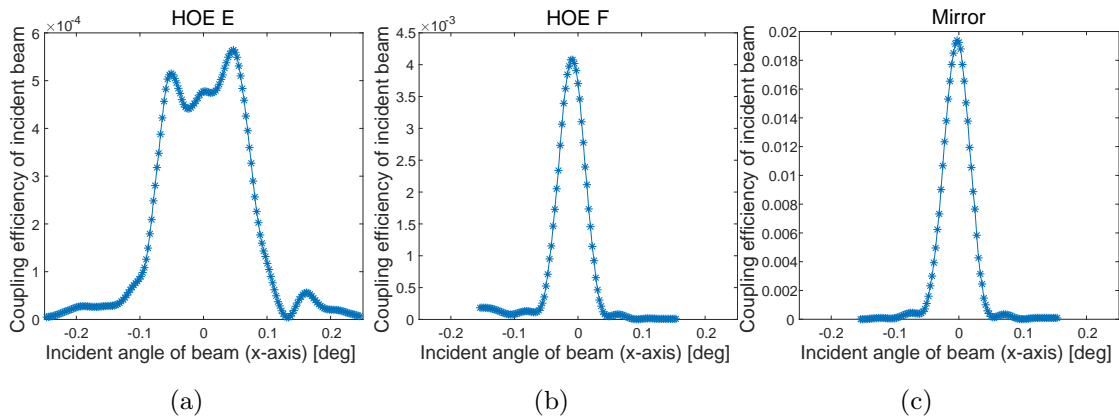 HOE E
×10⁻⁴
Coupling efficiency of incident beam
6
5
4
3
2
1
0
-0.2 -0.1 0 0.1 0.2
Incident angle of beam (x-axis) [deg]
(a)
HOE F
×10⁻³
Coupling efficiency of incident beam
4.5
4
3.5
3
2.5
2
1.5
1
0.5
0
-0.2 -0.1 0 0.1 0.2
Incident angle of beam (x-axis) [deg]
(b)
Mirror
Coupling efficiency of incident beam
0.02
0.018
0.016
0.014
0.012
0.01
0.008
0.006
0.004
0.002
0
-0.2 -0.1 0 0.1 0.2
Incident angle of beam (x-axis) [deg]
(c)